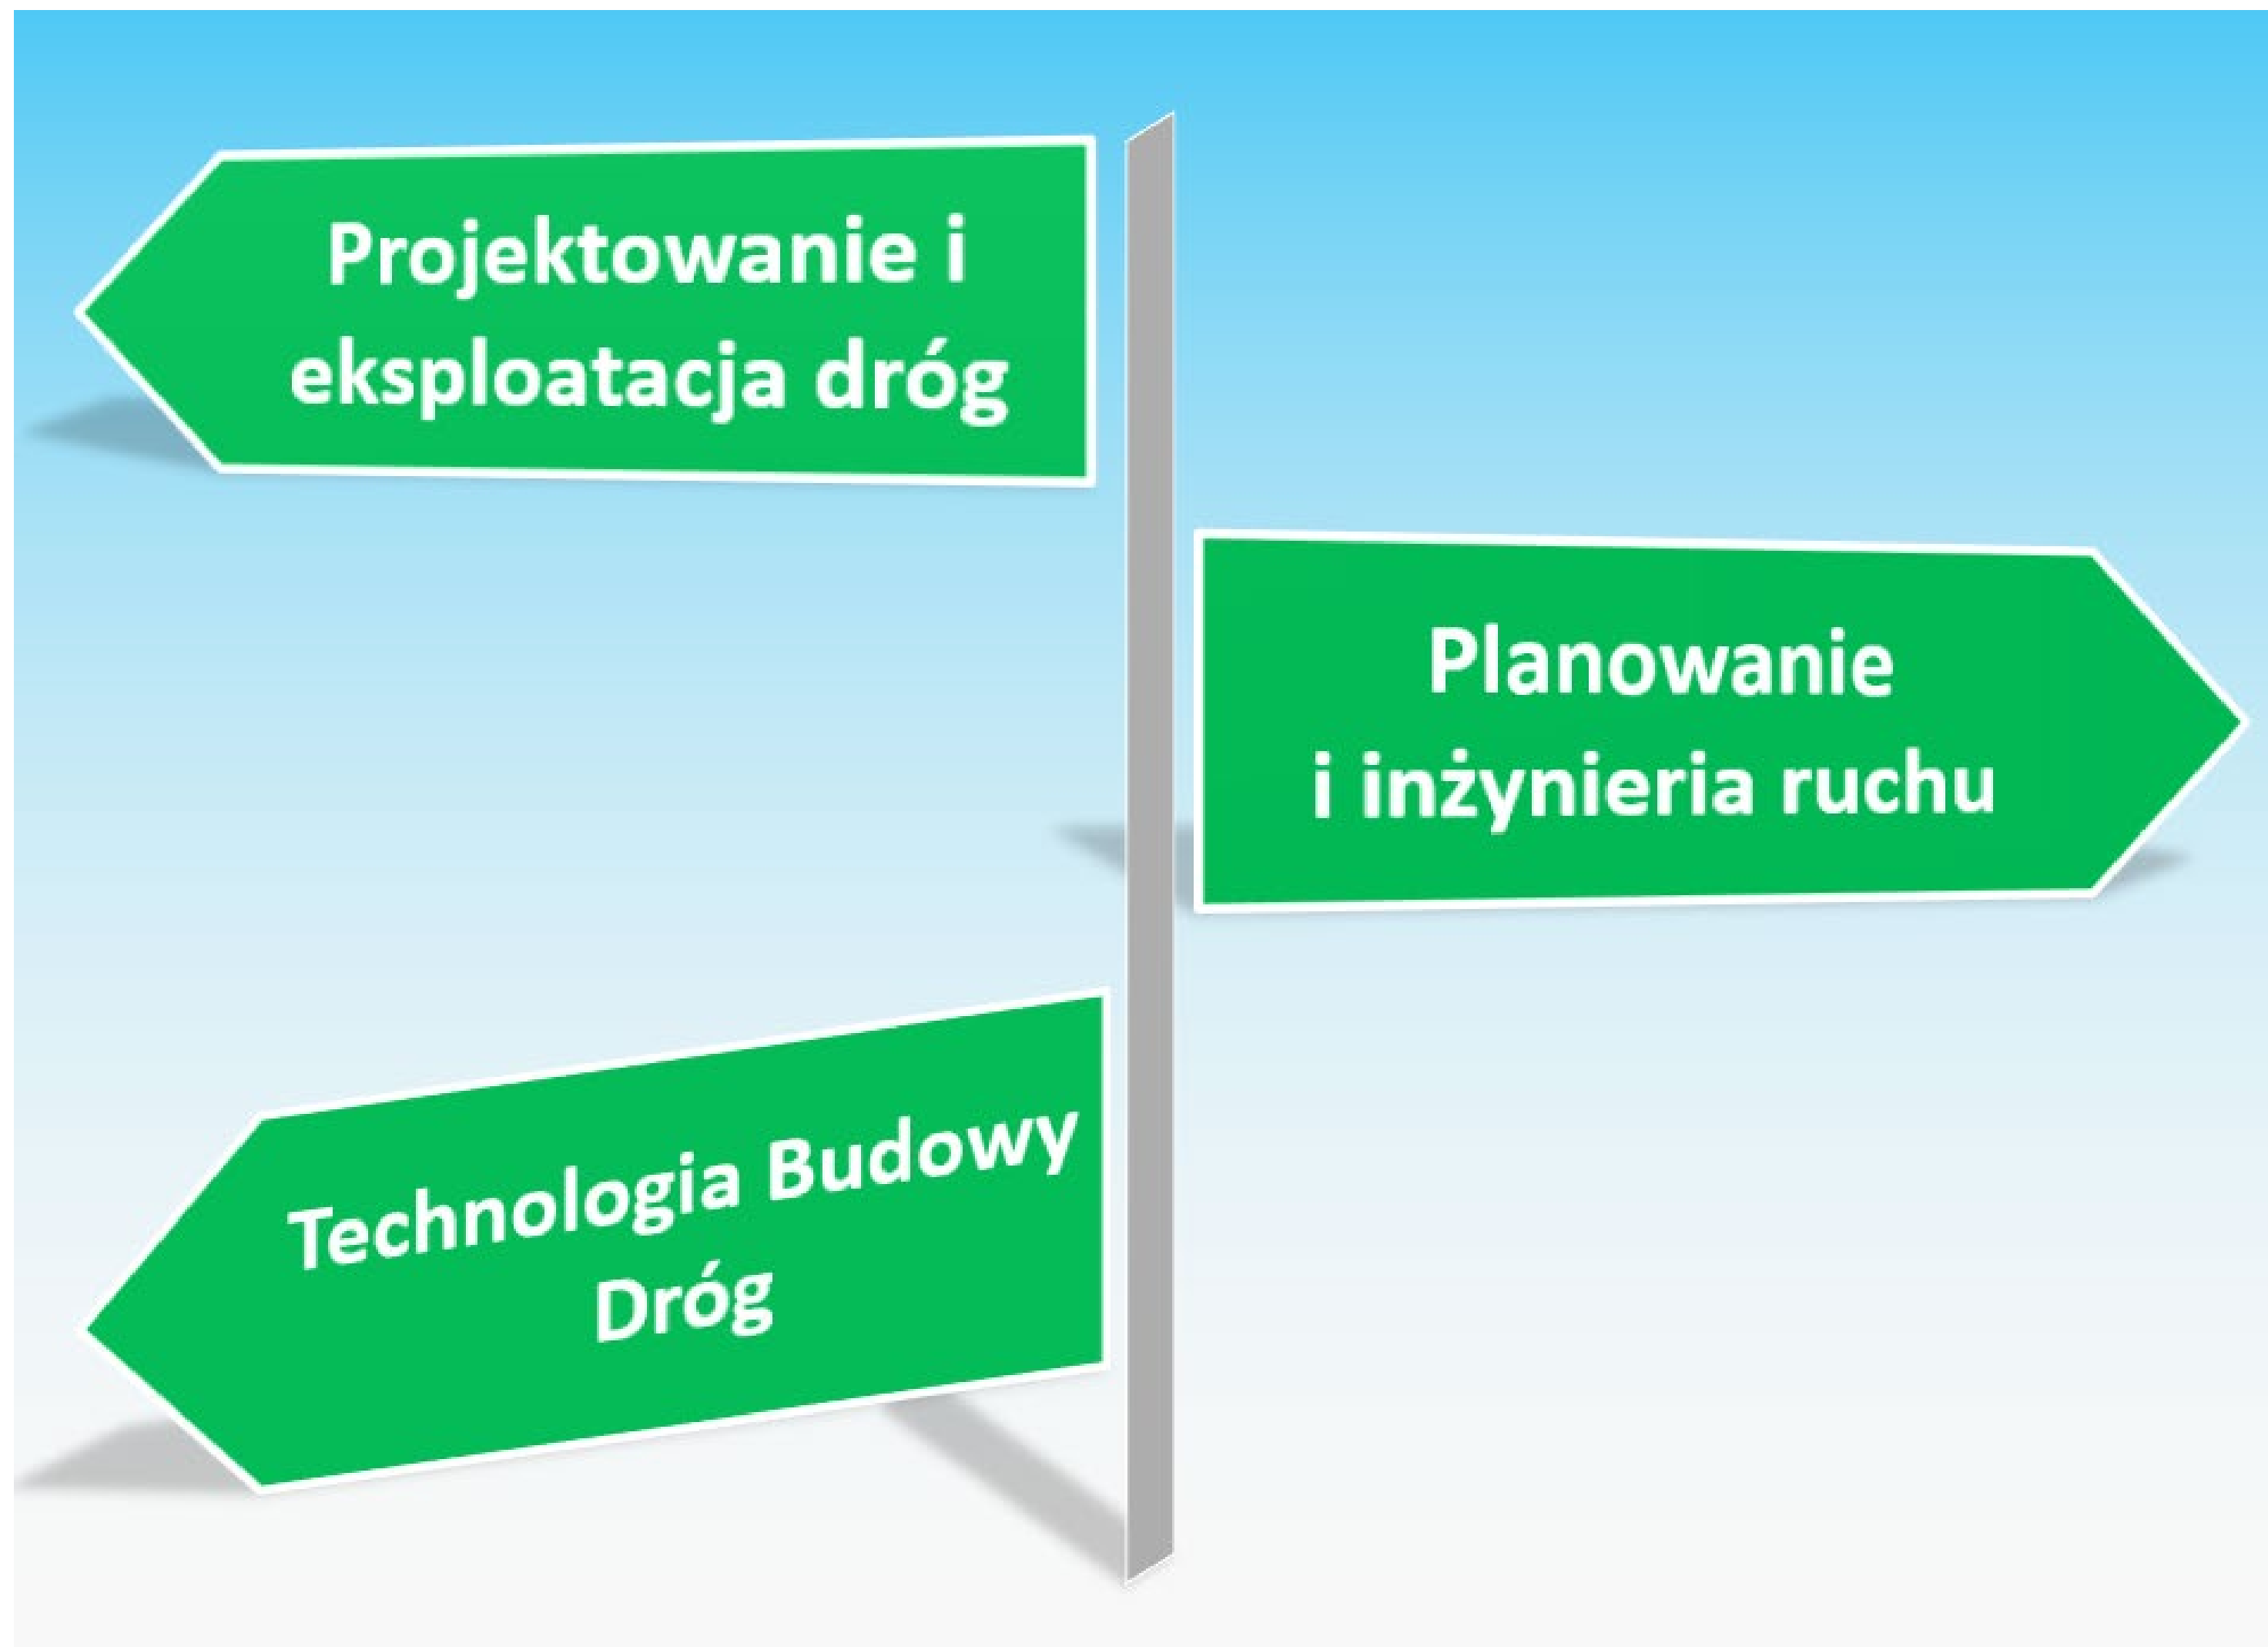 Projektowanie i
eksploatacja dróg
Planowanie
i inżynieria ruchu
Technologia Budowy
Dróg